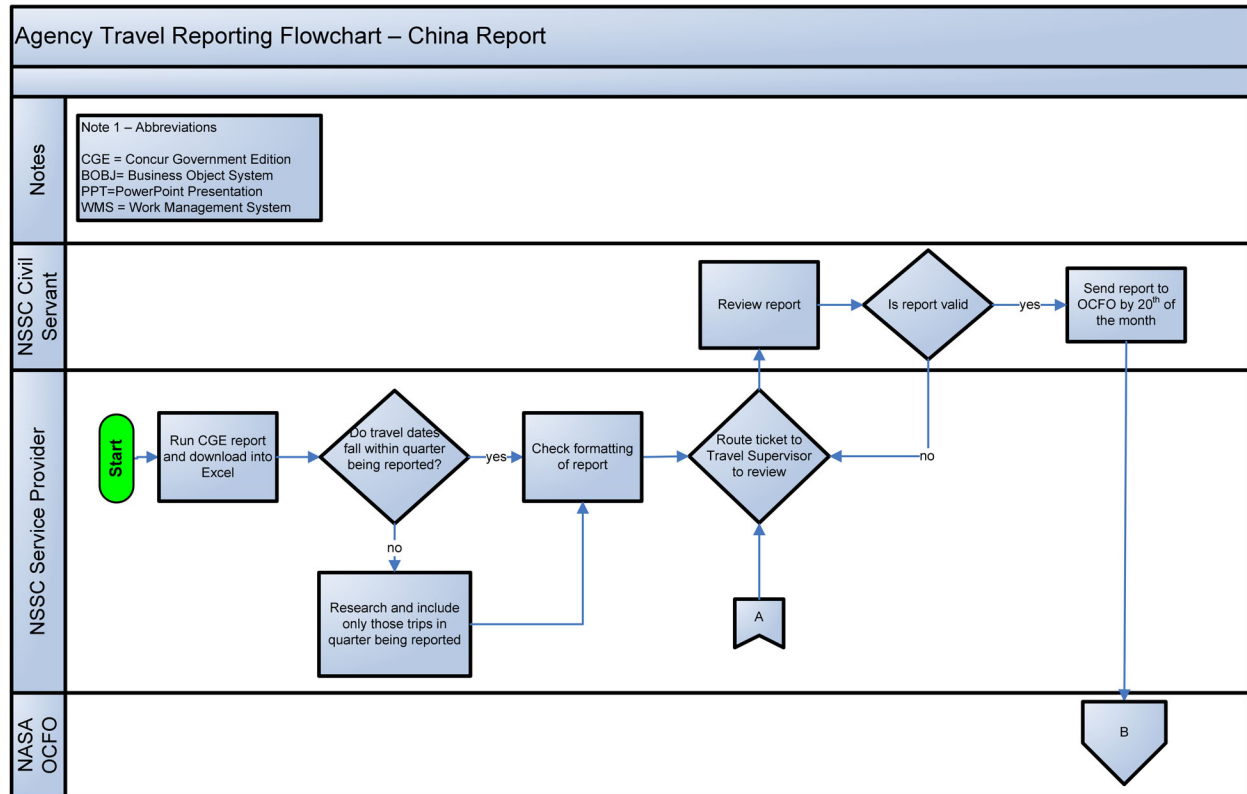 Agency Travel Reporting Flowchart – China Report
Notes
Note 1 – Abbreviations
CGE = Concur Government Edition
BOBJ= Business Object System
PPT=PowerPoint Presentation
WMS = Work Management System
NSSC Civil
Servant
Review report
Is report valid
yes
Send report to
OCFO by 20th of
the month
no
NSSC Service Provider
Start
Run CGE report
and download into
Excel
Do travel dates
fall within quarter
being reported?
yes
no
Research and include
only those trips in
quarter being reported
Check formatting
of report
Route ticket to
Travel Supervisor
to review
A
NASA
OCFO
B